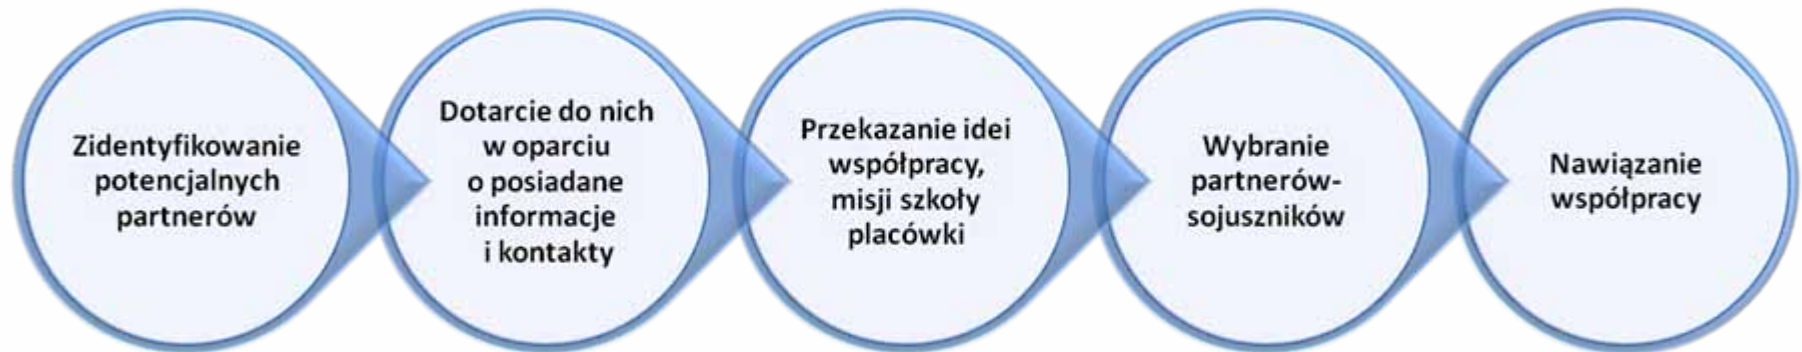 Zidentyfikowanie
potencjalnych
partnerów
Dotarcie do nich
w oparciu
o posiadane
informacje
i kontakty
Przekazanie idei
współpracy,
misji szkoły
placówki
Wybranie
partnerów-
sojuszników
Nawiązanie
współpracy